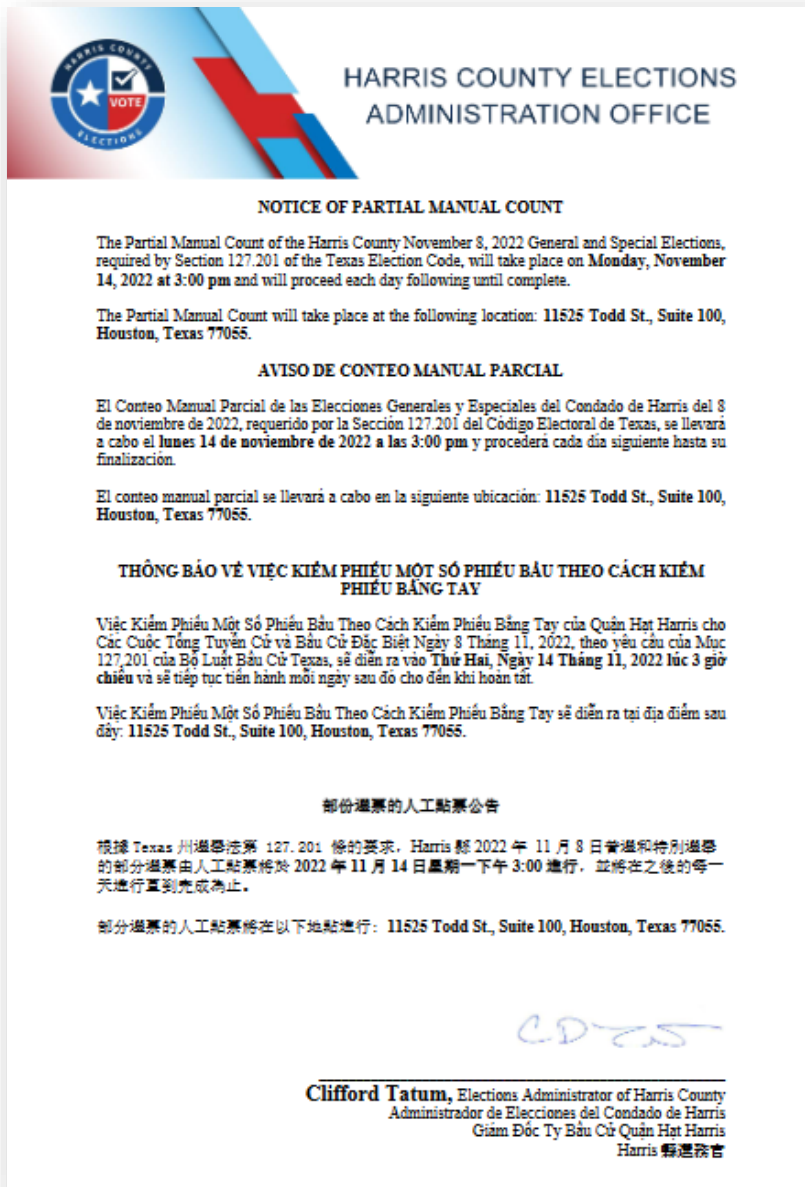 HARRIS COUNTY
VOTE
ELECTIONS
HARRIS COUNTY ELECTIONS
ADMINISTRATION OFFICE
NOTICE OF PARTIAL MANUAL COUNT
The Partial Manual Count of the Harris County November 8, 2022 General and Special Elections,
required by Section 127.201 of the Texas Election Code, will take place on Monday, November
14, 2022 at 3:00 pm and will proceed each day following until complete.
The Partial Manual Count will take place at the following location: 11525 Todd St., Suite 100,
Houston, Texas 77055.
AVISO DE CONTEO MANUAL PARCIAL
El Conteo Manual Parcial de las Elecciones Generales y Especiales del Condado de Harris del 8
de noviembre de 2022, requerido por la Sección 127.201 del Código Electoral de Texas, se llevará
a cabo el lunes 14 de noviembre de 2022 a las 3:00 pm y procederá cada día siguiente hasta su
finalización.
El conteo manual parcial se llevará a cabo en la siguiente ubicación: 11525 Todd St., Suite 100,
Houston, Texas 77055.
THÔNG BÁO VỀ VIỆC KIỂM PHIẾU MỘT SỐ PHIẾU BẦU THEO CÁCH KIỂM
PHIẾU BẰNG TAY
Việc Kiểm Phiếu Một Số Phiếu Bầu Theo Cách Kiểm Phiếu Bằng Tay của Quận Hạt Harris cho
Các Cuộc Tổng Tuyển Cử và Bầu Cử Đặc Biệt Ngày 8 Tháng 11, 2022, theo yêu cầu của Mục
127,201 của Bộ Luật Bầu Cử Texas, sẽ diễn ra vào Thứ Hai, Ngày 14 Tháng 11, 2022 lúc 3 giờ
chiều và sẽ tiếp tục tiến hành mỗi ngày sau đó cho đến khi hoàn tất.
Việc Kiểm Phiếu Một Số Phiếu Bầu Theo Cách Kiểm Phiếu Bằng Tay sẽ diễn ra tại địa điểm sau
đây: 11525 Todd St., Suite 100, Houston, Texas 77055.
部份選票的人工點票公告
根據 Texas 州選舉法第 127.201 條的要求，Harris 縣 2022 年 11 月 8 日普選和特別選舉
的部分選票由人工點票將於 2022 年 11 月 14 日星期一下午 3:00 進行，並將在之後的每一
天進行直到完成為止。
部分選票的人工點票將在以下地點進行：11525 Todd St., Suite 100, Houston, Texas 77055.
Clifford Tatum, Elections Administrator of Harris County
Administrador de Elecciones del Condado de Harris
Giám Đốc Ty Bầu Cử Quận Hạt Harris
Harris 縣選務官